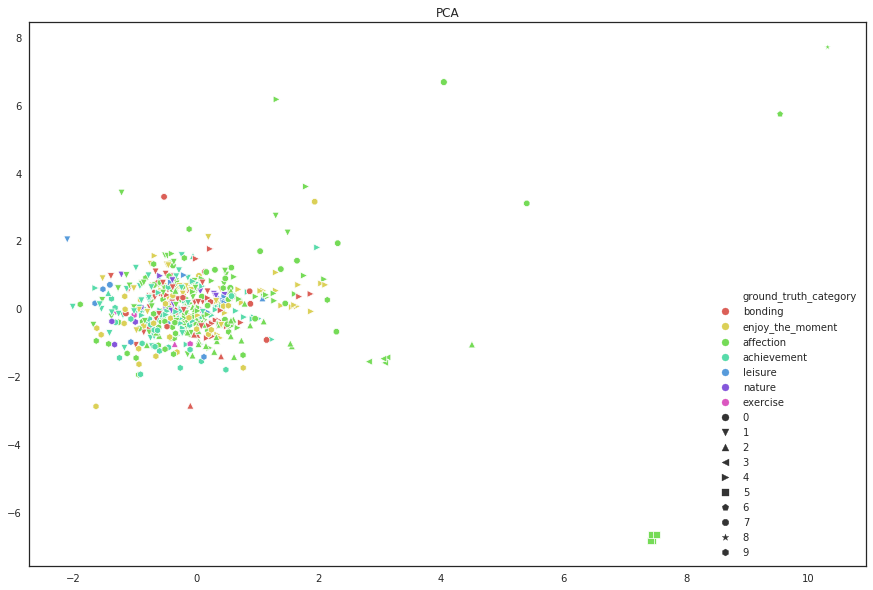 PCA
8
6
4
2
0
−2
−4
−6
−2
0
2
4
6
8
10
ground_truth_category
bonding
enjoy_the_moment
affection
achievement
leisure
nature
exercise
0
1
2
3
4
5
6
7
8
9